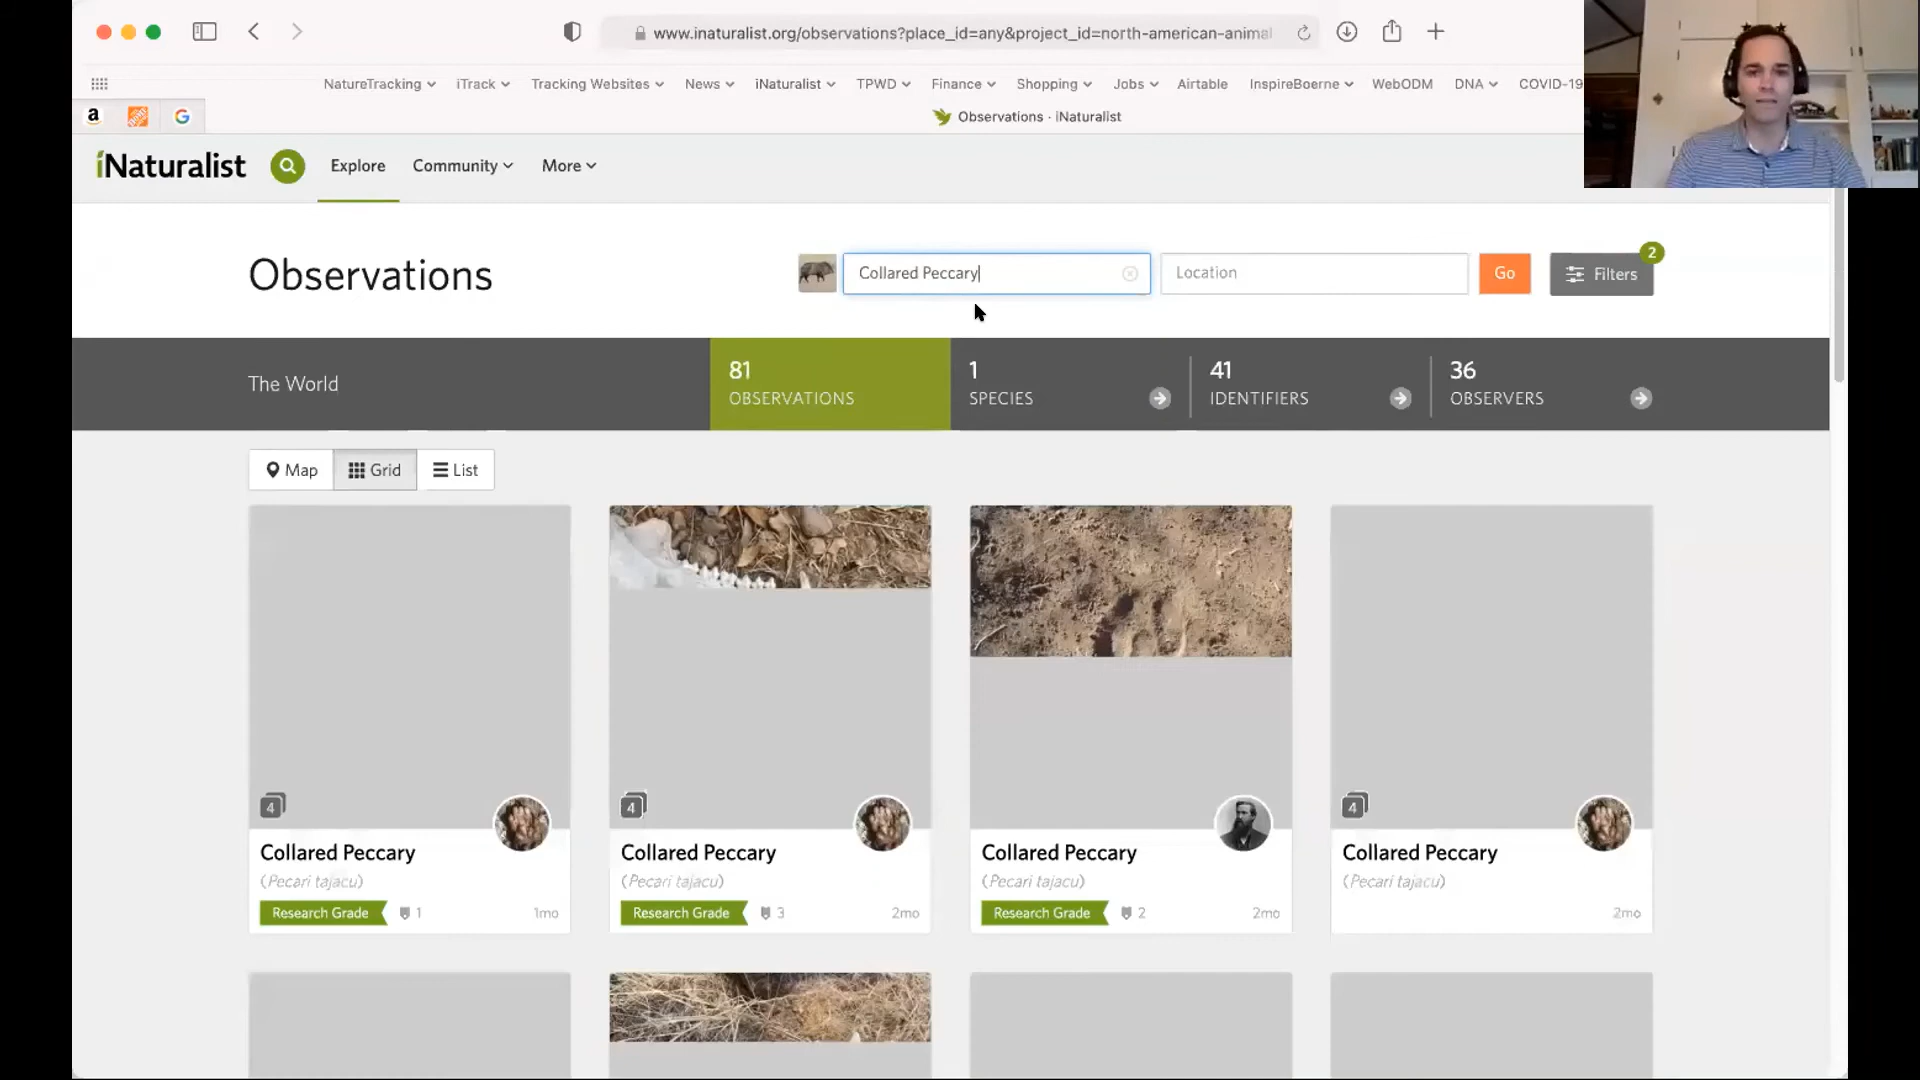 www.inaturalist.org/observations?place_id=any&project_id=north-american-animal
NatureTracking iTrack Tracking Websites News iNaturalist TPWD Finance Shopping Jobs Airtable InspireBoerne WebODM DNA COVID-19
a G Observations · iNaturalist
iNaturalist Explore Community More
Observations Collared Peccary Location Go Filters 2
The World
81 1 41 36
OBSERVATIONS SPECIES IDENTIFIERS OBSERVERS
Map Grid List
4 4 4
Collared Peccary Collared Peccary Collared Peccary Collared Peccary
(Pecari tajacu) (Pecari tajacu) (Pecari tajacu) (Pecari tajacu)
Research Grade 1 1mo Research Grade 3 2mo Research Grade 2 2mo 2mo